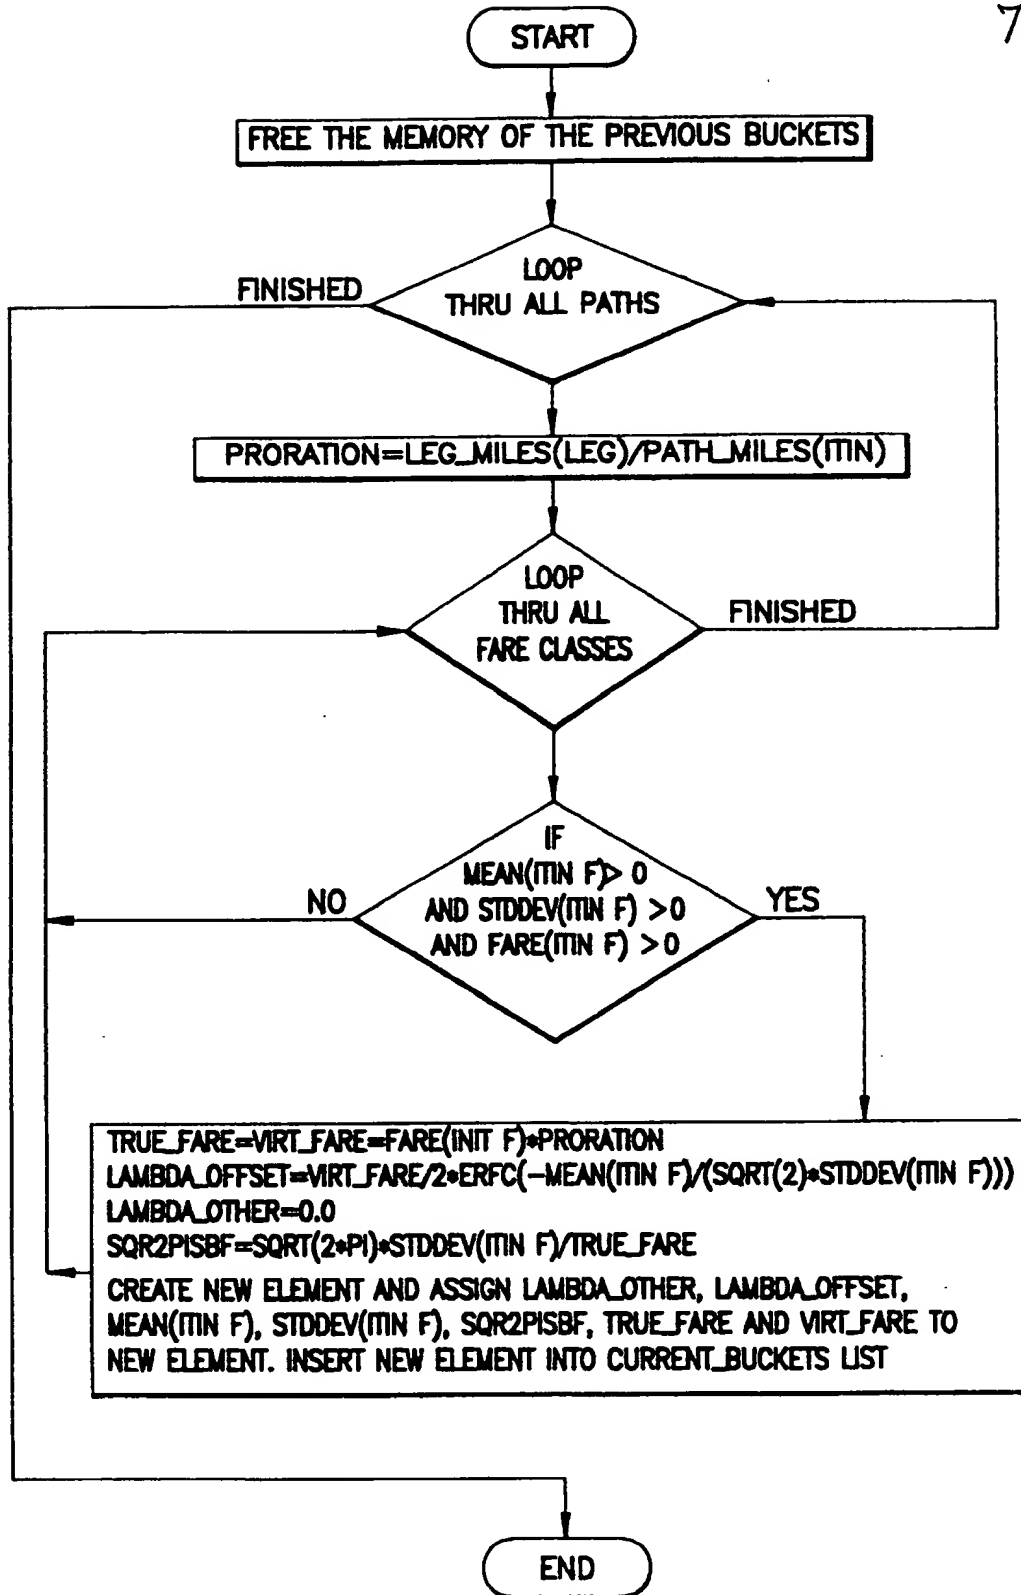 7
START
FREE THE MEMORY OF THE PREVIOUS BUCKETS
LOOP
THRU ALL PATHS
FINISHED
PRORATION=LEG_MILES(LEG)/PATH_MILES(ITIN)
LOOP
THRU ALL
FARE CLASSES
FINISHED
IF
MEAN(ITIN F)> 0
AND STDDEV(ITIN F) >0
AND FARE(ITIN F) >0
NO
YES
TRUE_FARE=VIRT_FARE=FARE(INIT F)*PRORATION
LAMBDA_OFFSET=VIRT_FARE/2*ERFC(-MEAN(ITIN F)/(SQRT(2)*STDDEV(ITIN F)))
LAMBDA_OTHER=0.0
SQR2PISBF=SQRT(2*PI)*STDDEV(ITIN F)/TRUE_FARE
CREATE NEW ELEMENT AND ASSIGN LAMBDA_OTHER, LAMBDA_OFFSET,
MEAN(ITIN F), STDDEV(ITIN F), SQR2PISBF, TRUE_FARE AND VIRT_FARE TO
NEW ELEMENT. INSERT NEW ELEMENT INTO CURRENT_BUCKETS LIST
END